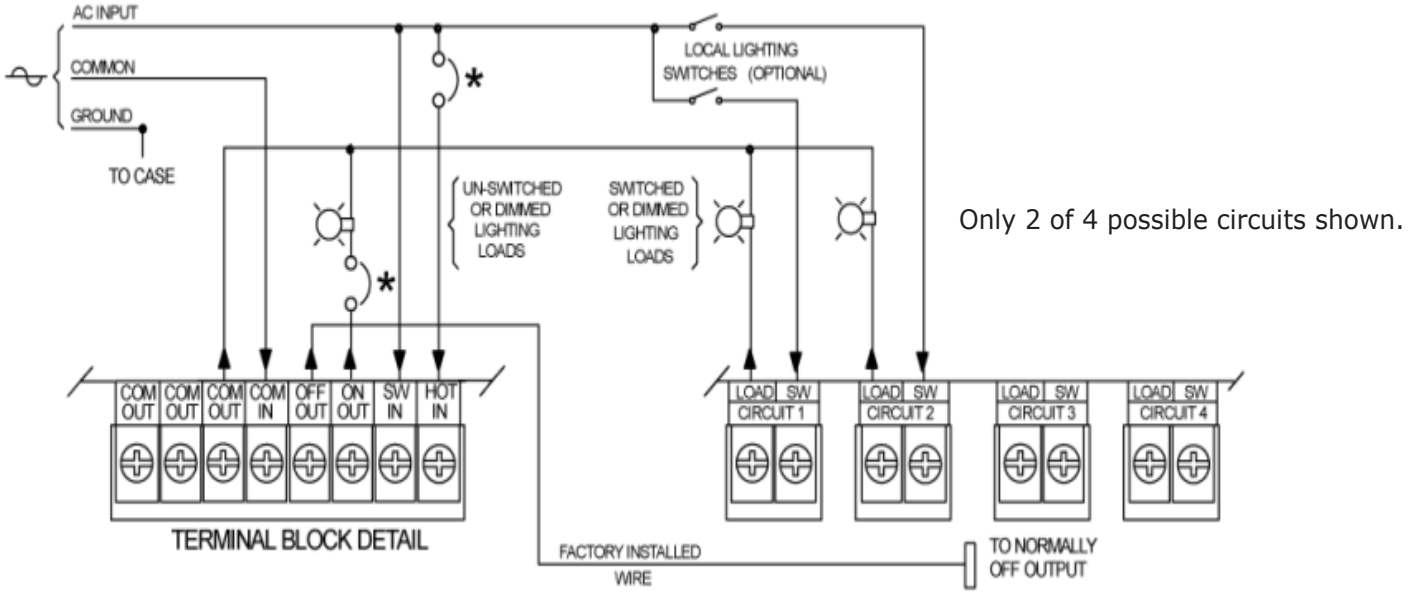 AC INPUT
COMMON
GROUND
TO CASE
*
LOCAL LIGHTING
SWITCHES (OPTIONAL)
UN-SWITCHED
OR DIMMED
LIGHTING
LOADS
SWITCHED
OR DIMMED
LIGHTING
LOADS
Only 2 of 4 possible circuits shown.
*
COM COM COM COM OFF ON SW HOT
OUT OUT OUT IN OUT OUT IN IN
LOAD SW
CIRCUIT 1
LOAD SW
CIRCUIT 2
LOAD SW
CIRCUIT 3
LOAD SW
CIRCUIT 4
TERMINAL BLOCK DETAIL
FACTORY INSTALLED
WIRE
TO NORMALLY
OFF OUTPUT